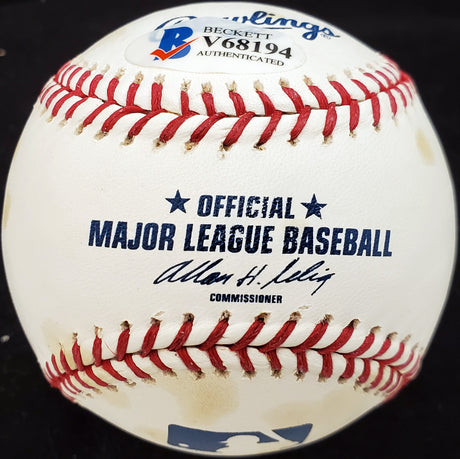 Rawlings
BECKETT
B V68194
AUTHENTICATED
★ OFFICIAL ★
MAJOR LEAGUE BASEBALL
Allan H. Selig
COMMISSIONER